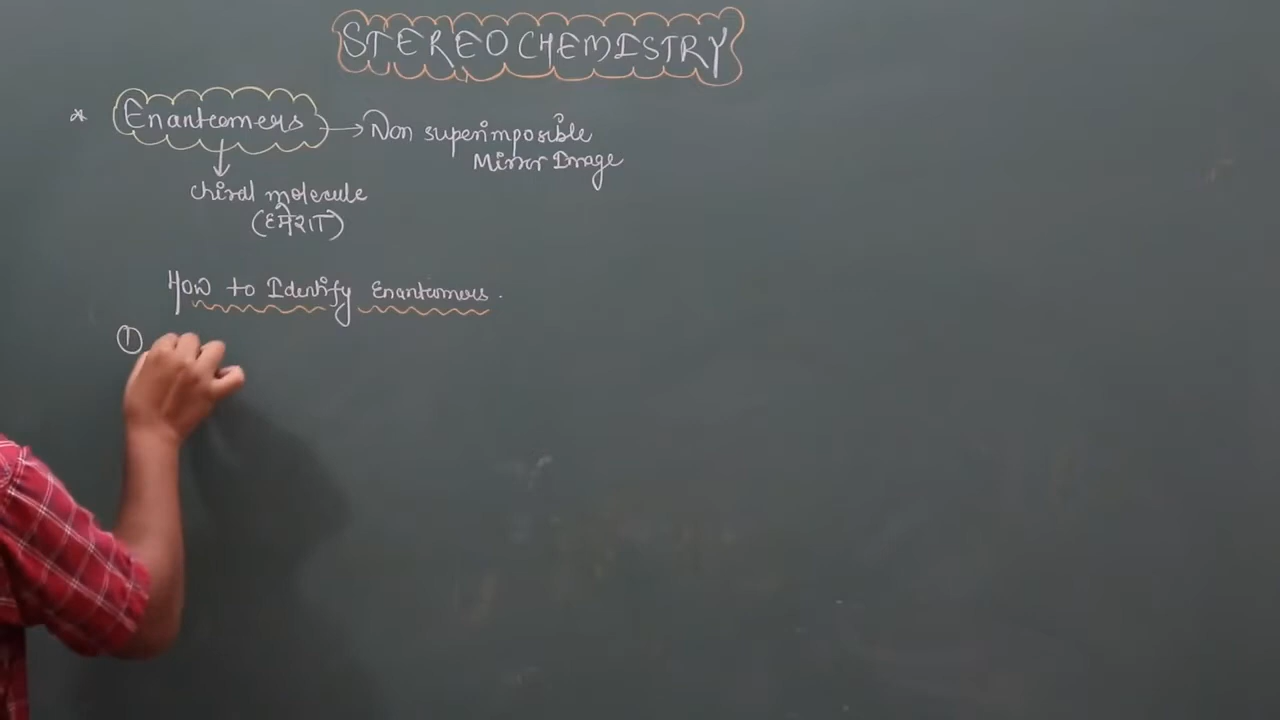 STEREOCHEMISTRY
* Enantiomers → Non superimposible
Mirror Image
chiral molecule
(हमेशा)
How to Identify Enantiomers.
①